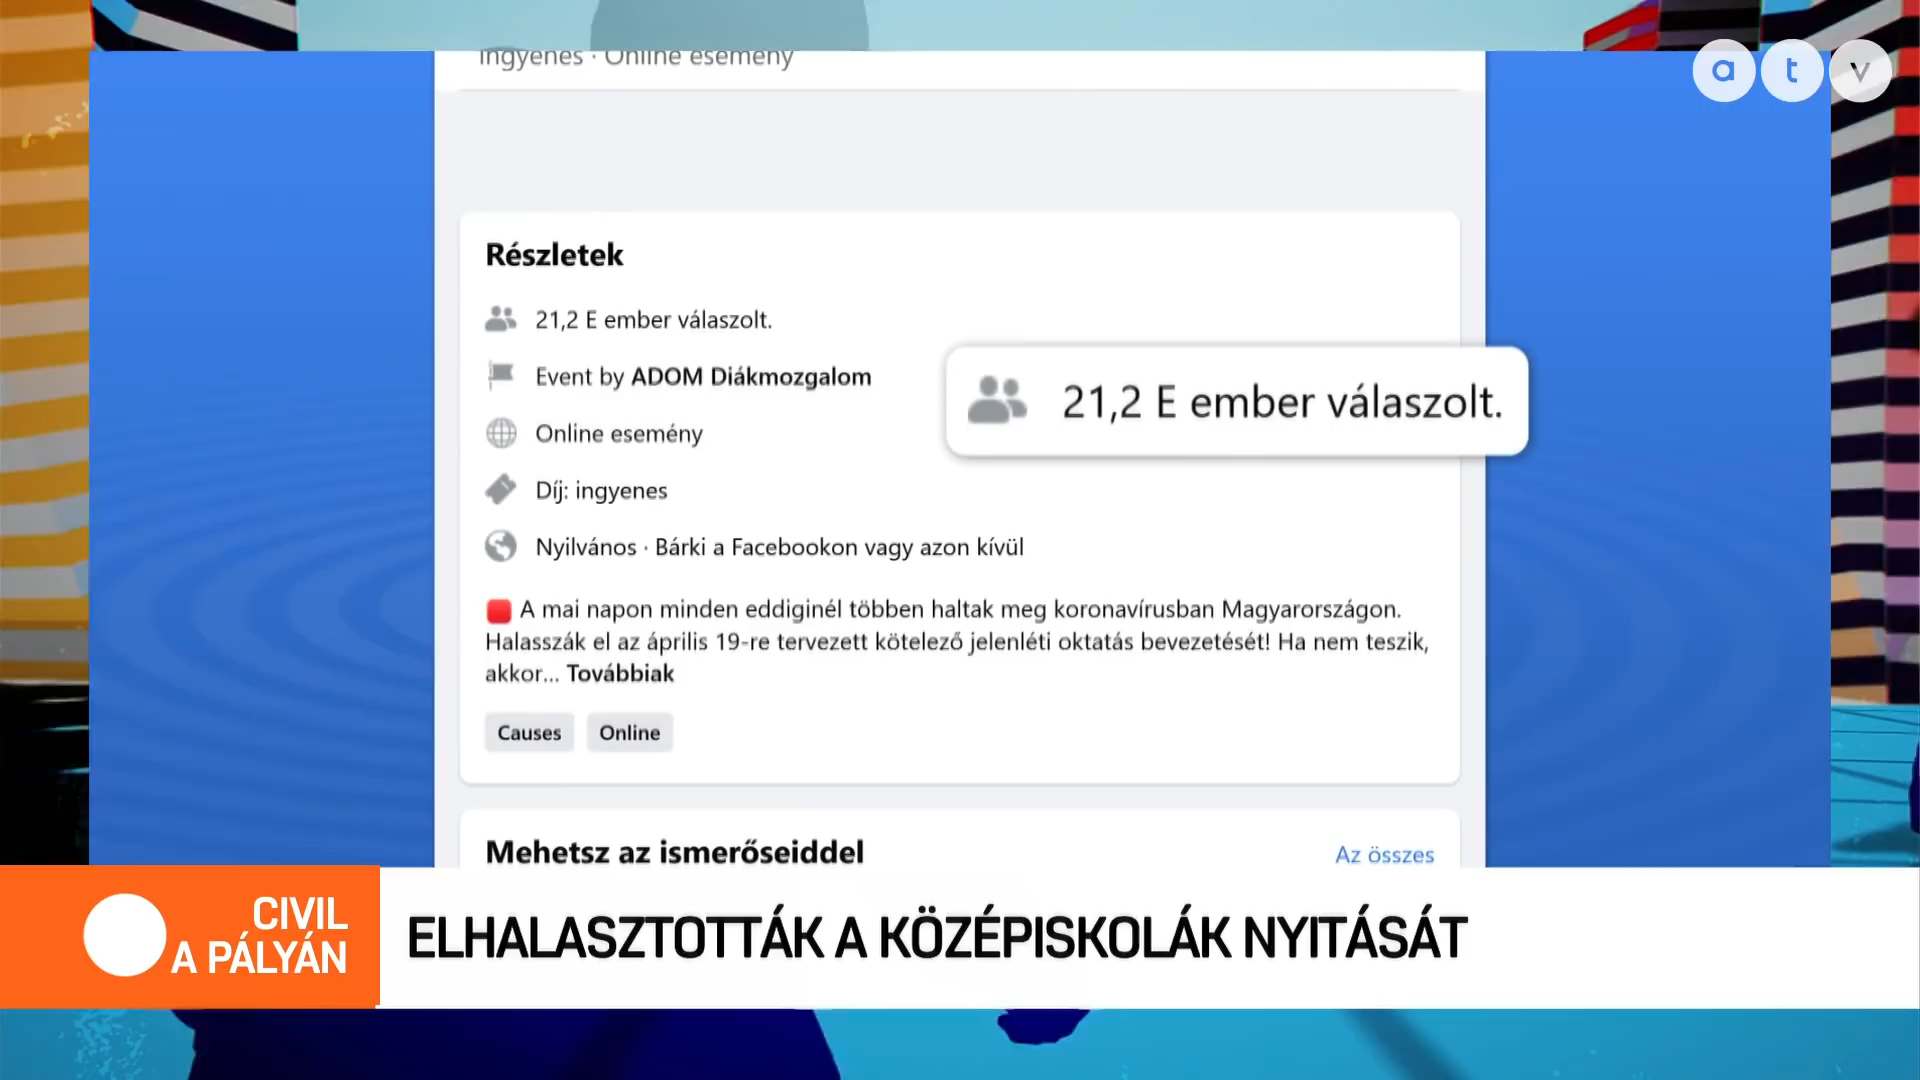 Ingyenes · Online esemény
a t v
Részletek
21,2 E ember válaszolt.
Event by ADOM Diákmozgalom
21,2 E ember válaszolt.
Online esemény
Díj: ingyenes
Nyilvános · Bárki a Facebookon vagy azon kívül
A mai napon minden eddiginél többen haltak meg koronavírusban Magyarországon.
Halasszák el az április 19-re tervezett kötelező jelenléti oktatás bevezetését! Ha nem teszik,
akkor... Továbbiak
Causes Online
Mehetsz az ismerőseiddel Az összes
CIVIL
A PÁLYÁN
ELHALASZTOTTÁK A KÖZÉPISKOLÁK NYITÁSÁT